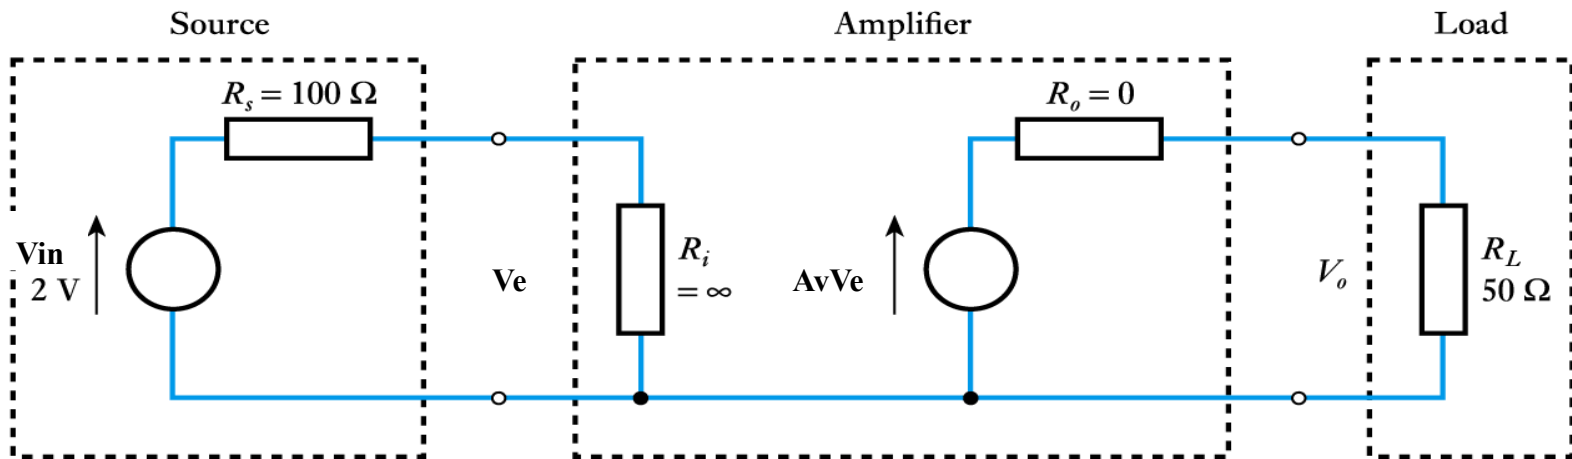 Source
Amplifier
Load
R_s = 100 Ω
R_o = 0
Vin
2 V
Ve
R_i
= ∞
AvVe
V_o
R_L
50 Ω